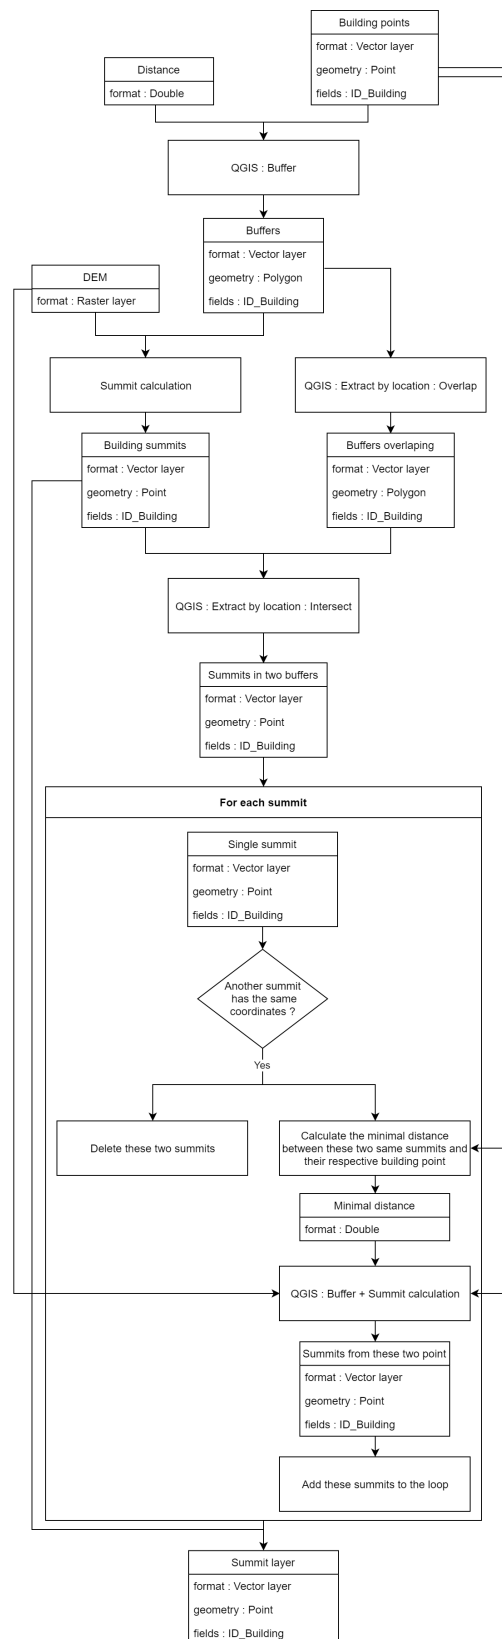 Building points
format : Vector layer
geometry : Point
fields : ID_Building
Distance
format : Double
QGIS : Buffer
Buffers
format : Vector layer
geometry : Polygon
fields : ID_Building
DEM
format : Raster layer
Summit calculation
QGIS : Extract by location : Overlap
Building summits
format : Vector layer
geometry : Point
fields : ID_Building
Buffers overlaping
format : Vector layer
geometry : Polygon
fields : ID_Building
QGIS : Extract by location : Intersect
Summits in two buffers
format : Vector layer
geometry : Point
fields : ID_Building
For each summit
Single summit
format : Vector layer
geometry : Point
fields : ID_Building
Another summit
has the same
coordinates ?
Yes
Delete these two summits
Calculate the minimal distance
between these two same summits and
their respective building point
Minimal distance
format : Double
QGIS : Buffer + Summit calculation
Summits from these two point
format : Vector layer
geometry : Point
fields : ID_Building
Add these summits to the loop
Summit layer
format : Vector layer
geometry : Point
fields : ID_Building